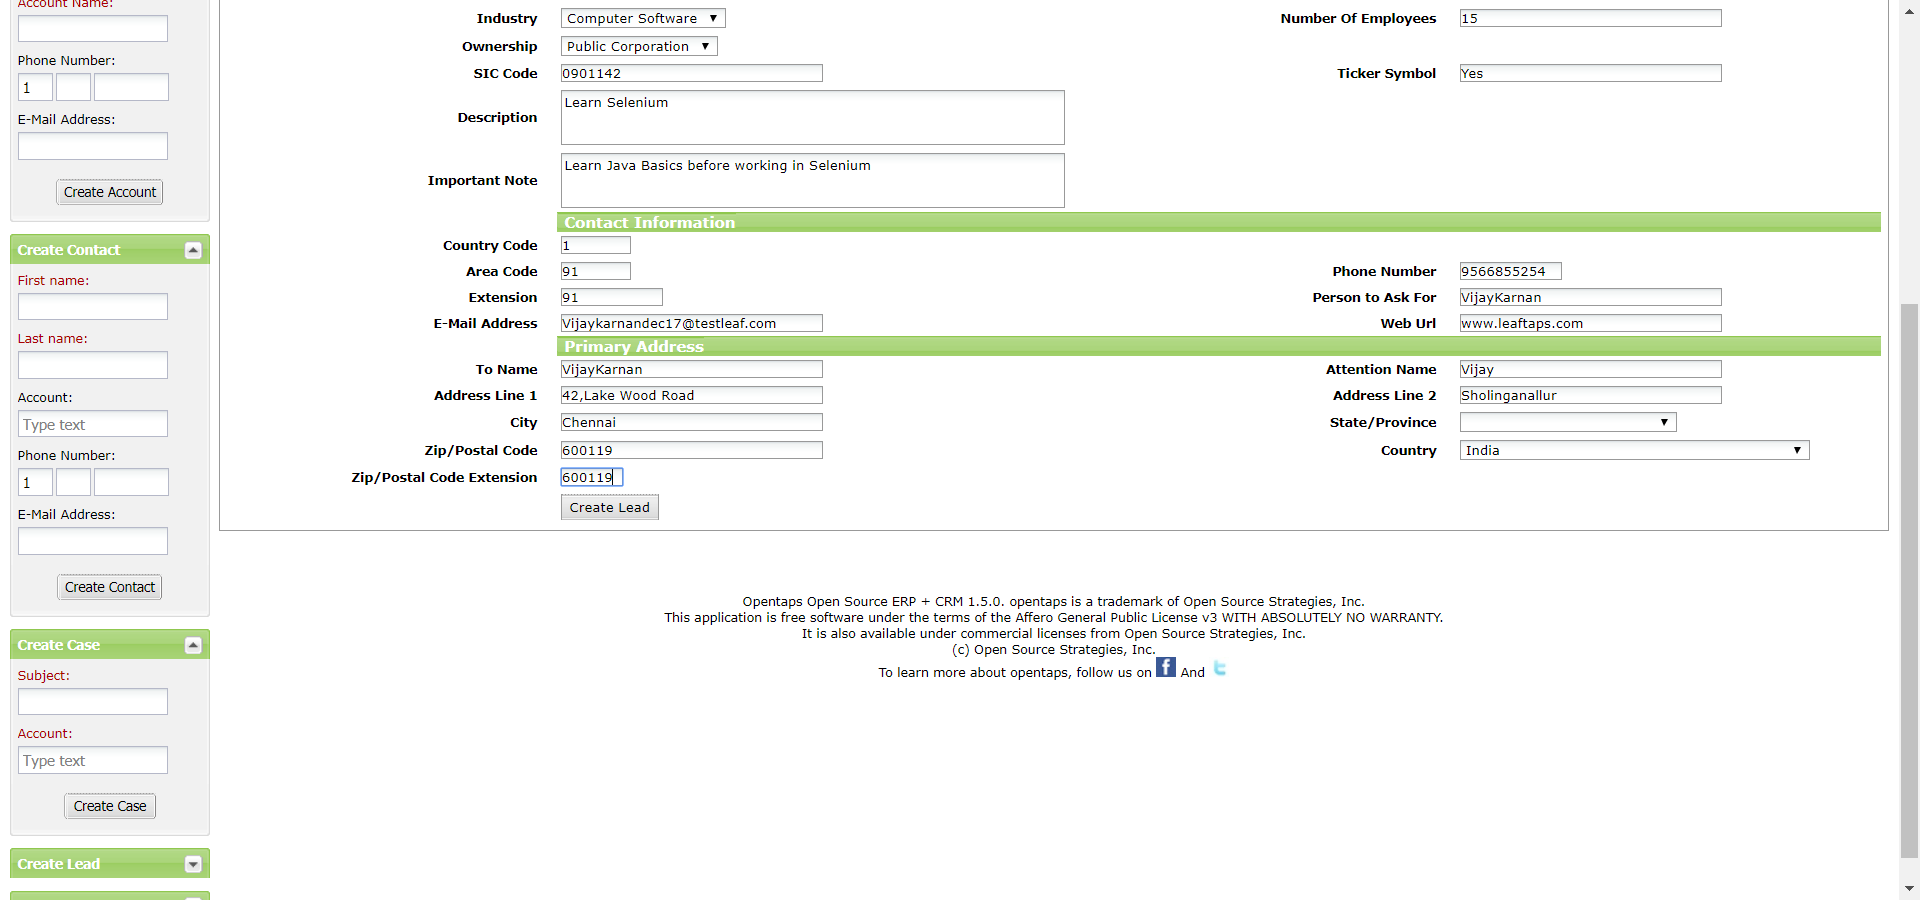 Account Name:
Phone Number:
1
E-Mail Address:
Create Account
Create Contact
First name:
Last name:
Account:
Type text
Phone Number:
1
E-Mail Address:
Create Contact
Create Case
Subject:
Account:
Type text
Create Case
Create Lead
Industry Computer Software Number Of Employees 15
Ownership Public Corporation
SIC Code 0901142 Ticker Symbol Yes
Description Learn Selenium
Important Note Learn Java Basics before working in Selenium
Contact Information
Country Code 1
Area Code 91 Phone Number 9566855254
Extension 91 Person to Ask For VijayKarnan
E-Mail Address Vijaykarnandec17@testleaf.com Web Url www.leaftaps.com
Primary Address
To Name VijayKarnan Attention Name Vijay
Address Line 1 42,Lake Wood Road Address Line 2 Sholinganallur
City Chennai State/Province
Zip/Postal Code 600119 Country India
Zip/Postal Code Extension 600119
Create Lead
Opentaps Open Source ERP + CRM 1.5.0. opentaps is a trademark of Open Source Strategies, Inc.
This application is free software under the terms of the Affero General Public License v3 WITH ABSOLUTELY NO WARRANTY.
It is also available under commercial licenses from Open Source Strategies, Inc.
(c) Open Source Strategies, Inc.
To learn more about opentaps, follow us on f And t